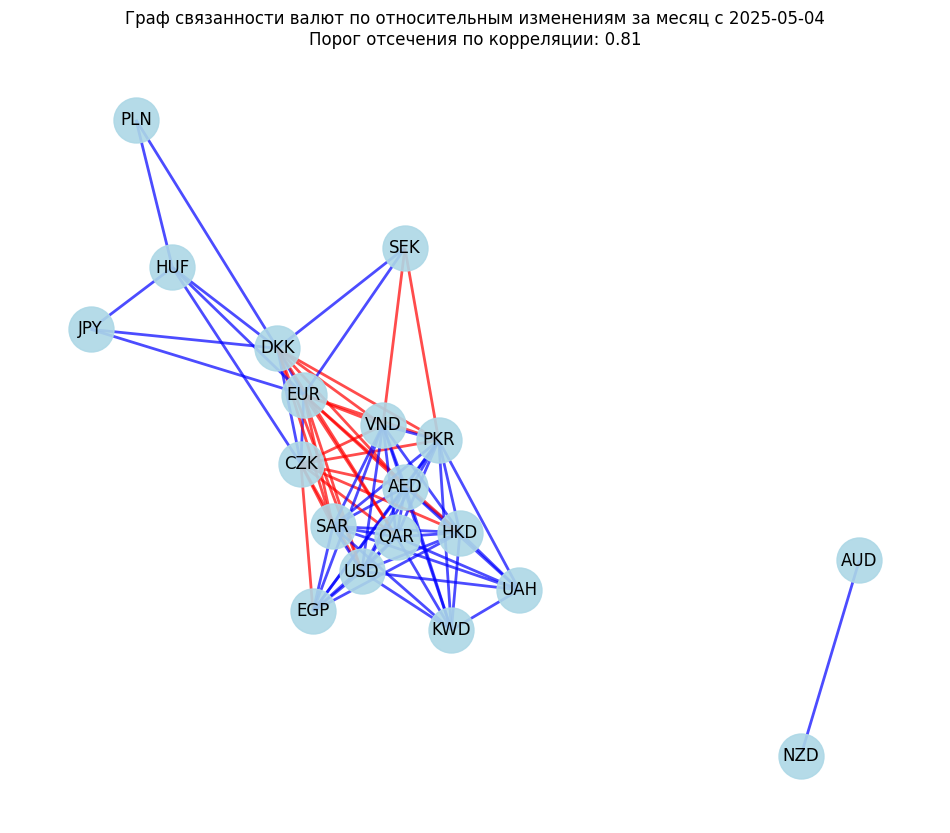 Граф связанности валют по относительным изменениям за месяц с 2025-05-04
Порог отсечения по корреляции: 0.81
PLN
SEK
HUF
JPY
DKK
EUR
VND
PKR
CZK
AED
SAR
QAR
HKD
AUD
USD
UAH
EGP
KWD
NZD